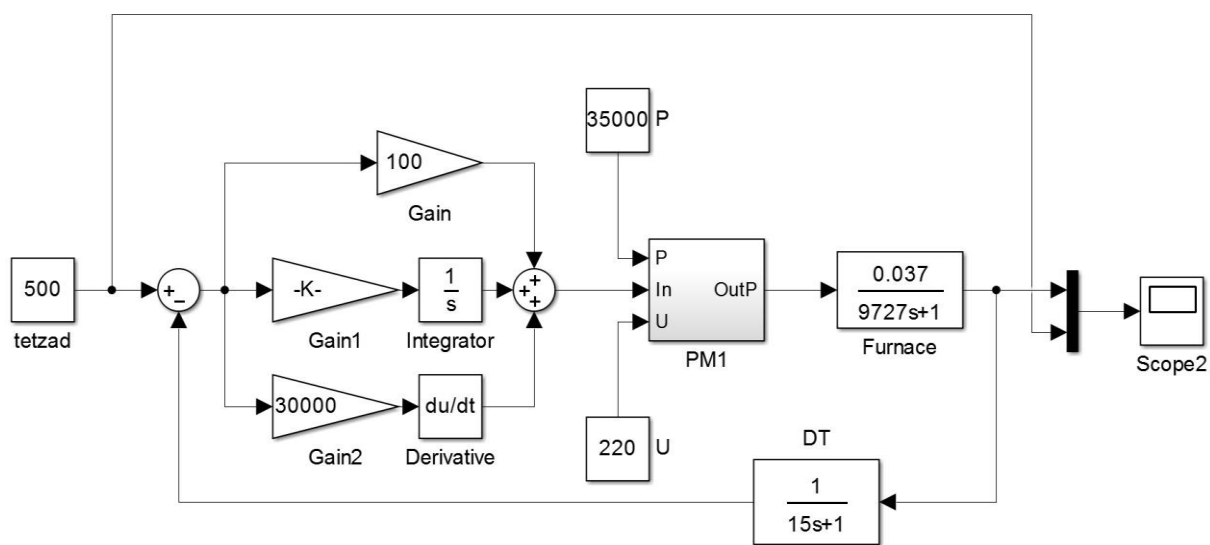 35000
P
100
Gain
500
tetzad
+
−
-K-
Gain1
1
s
Integrator
+
+
+
P
In
U
OutP
PM1
0.037
9727s+1
Furnace
Scope2
30000
Gain2
du/dt
Derivative
220
U
DT
1
15s+1